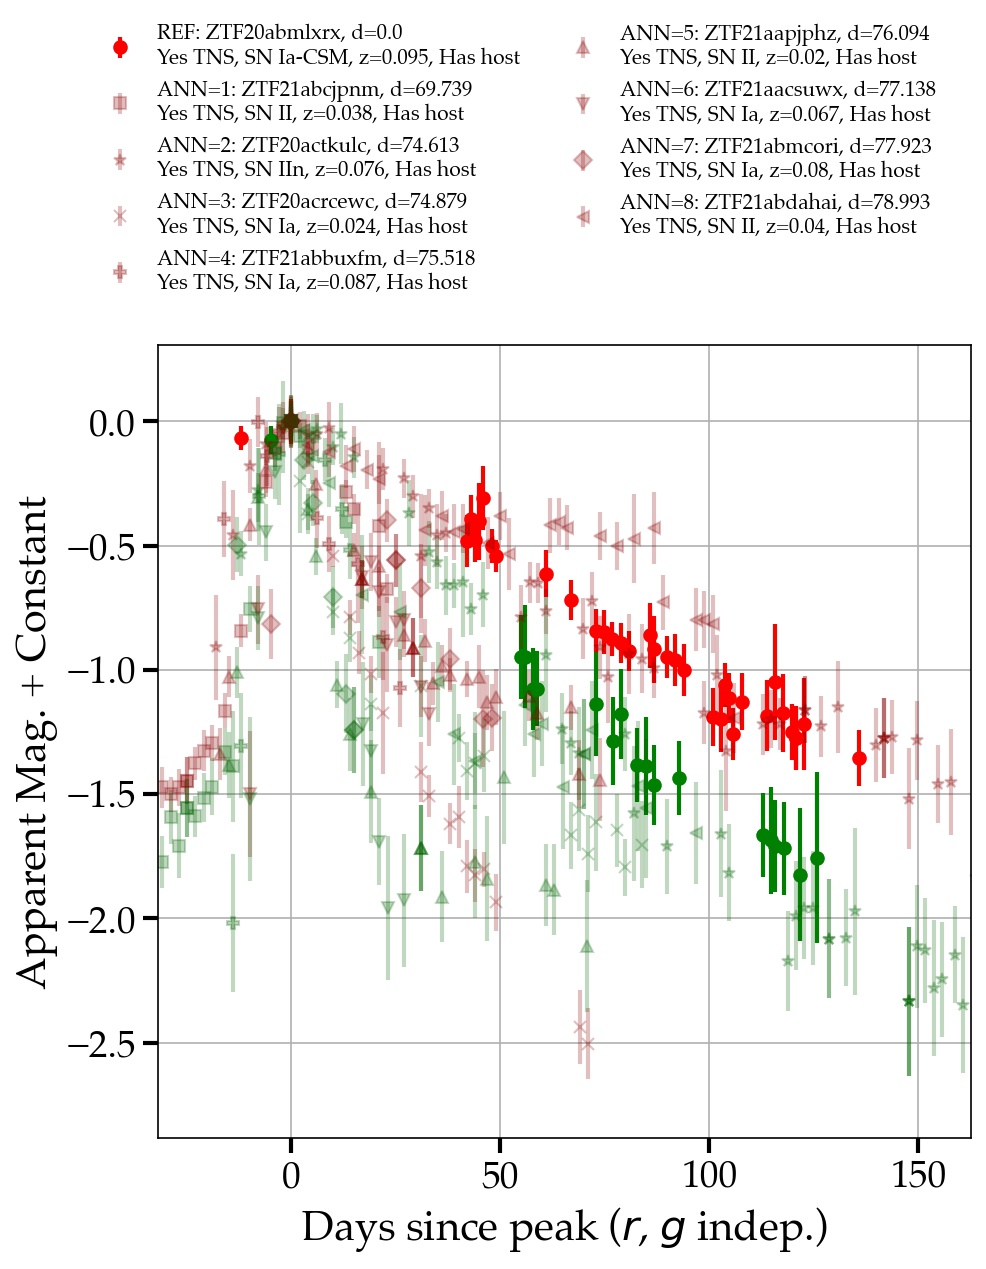 REF: ZTF20abmlxrx, d=0.0
Yes TNS, SN Ia-CSM, z=0.095, Has host
ANN=1: ZTF21abcjpnm, d=69.739
Yes TNS, SN II, z=0.038, Has host
ANN=2: ZTF20actkulc, d=74.613
Yes TNS, SN IIn, z=0.076, Has host
ANN=3: ZTF20acrcewc, d=74.879
Yes TNS, SN Ia, z=0.024, Has host
ANN=4: ZTF21abbuxfm, d=75.518
Yes TNS, SN Ia, z=0.087, Has host
ANN=5: ZTF21aapjphz, d=76.094
Yes TNS, SN II, z=0.02, Has host
ANN=6: ZTF21aacsuwx, d=77.138
Yes TNS, SN Ia, z=0.067, Has host
ANN=7: ZTF21abmcori, d=77.923
Yes TNS, SN Ia, z=0.08, Has host
ANN=8: ZTF21abdahai, d=78.993
Yes TNS, SN II, z=0.04, Has host
Apparent Mag. + Constant
0.0
−0.5
−1.0
−1.5
−2.0
−2.5
0
50
100
150
Days since peak (r, g indep.)